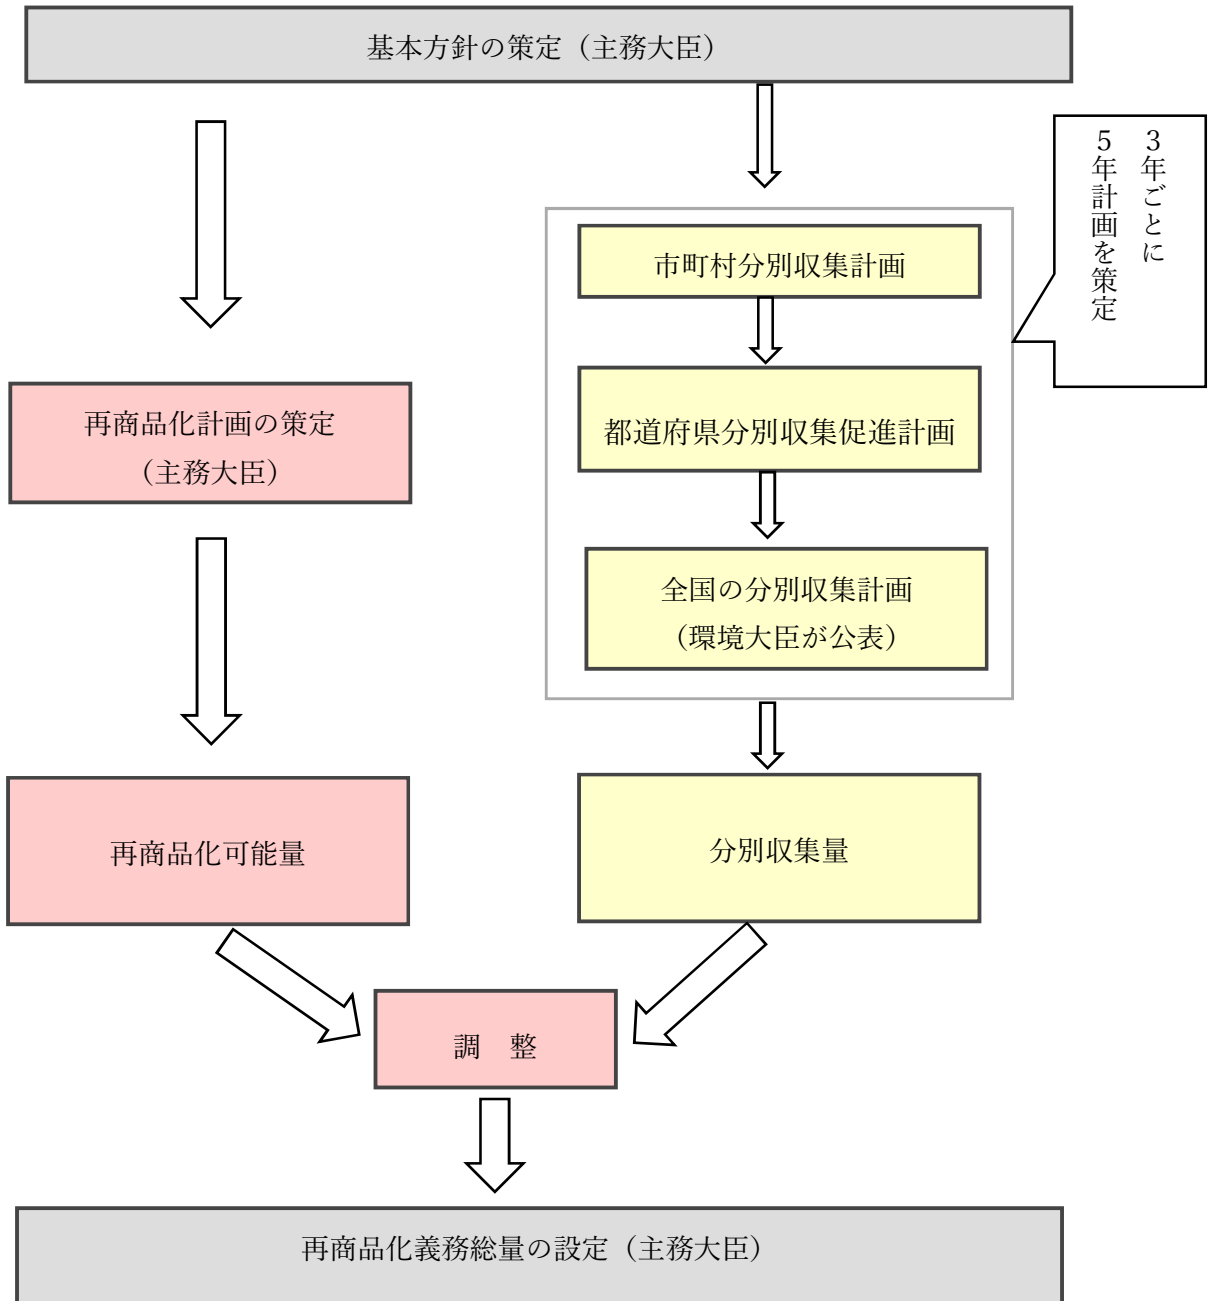 基本方針の策定（主務大臣）
３年ごとに
５年計画を策定
市町村分別収集計画
都道府県分別収集促進計画
再商品化計画の策定
（主務大臣）
全国の分別収集計画
（環境大臣が公表）
再商品化可能量
分別収集量
調　整
再商品化義務総量の設定（主務大臣）